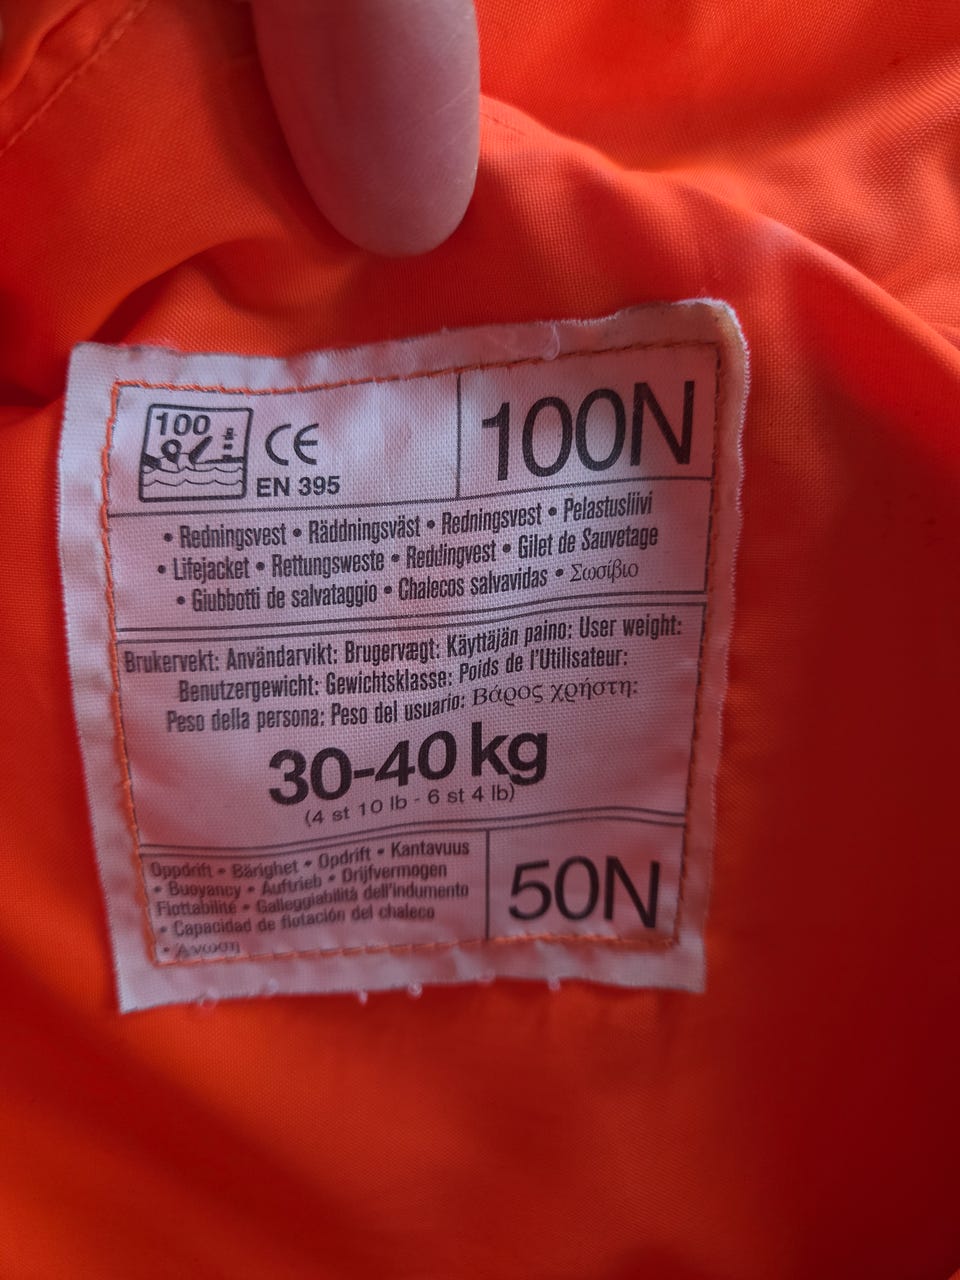 100
CE
EN 395
100N
• Redningsvest • Räddningsväst • Redningsvest • Pelastusliivi
• Lifejacket • Rettungsweste • Reddingvest • Gilet de Sauvetage
• Giubbotti de salvataggio • Chalecos salvavidas • Σωσίβιο
Brukervekt: Användarvikt: Brugervægt: Käyttäjän paino: User weight:
Benutzergewicht: Gewichtsklasse: Poids de l'Utilisateur:
Peso della persona: Peso del usuario: Βάρος χρήστη:
30-40 kg
(4 st 10 lb - 6 st 4 lb)
Oppdrift • Bärighet • Opdrift • Kantavuus
• Buoyancy • Auftrieb • Drijfvermogen
Flottabilité • Galleggiabilità dell'indumento
• Capacidad de flotación del chaleco
• Άνωση
50N